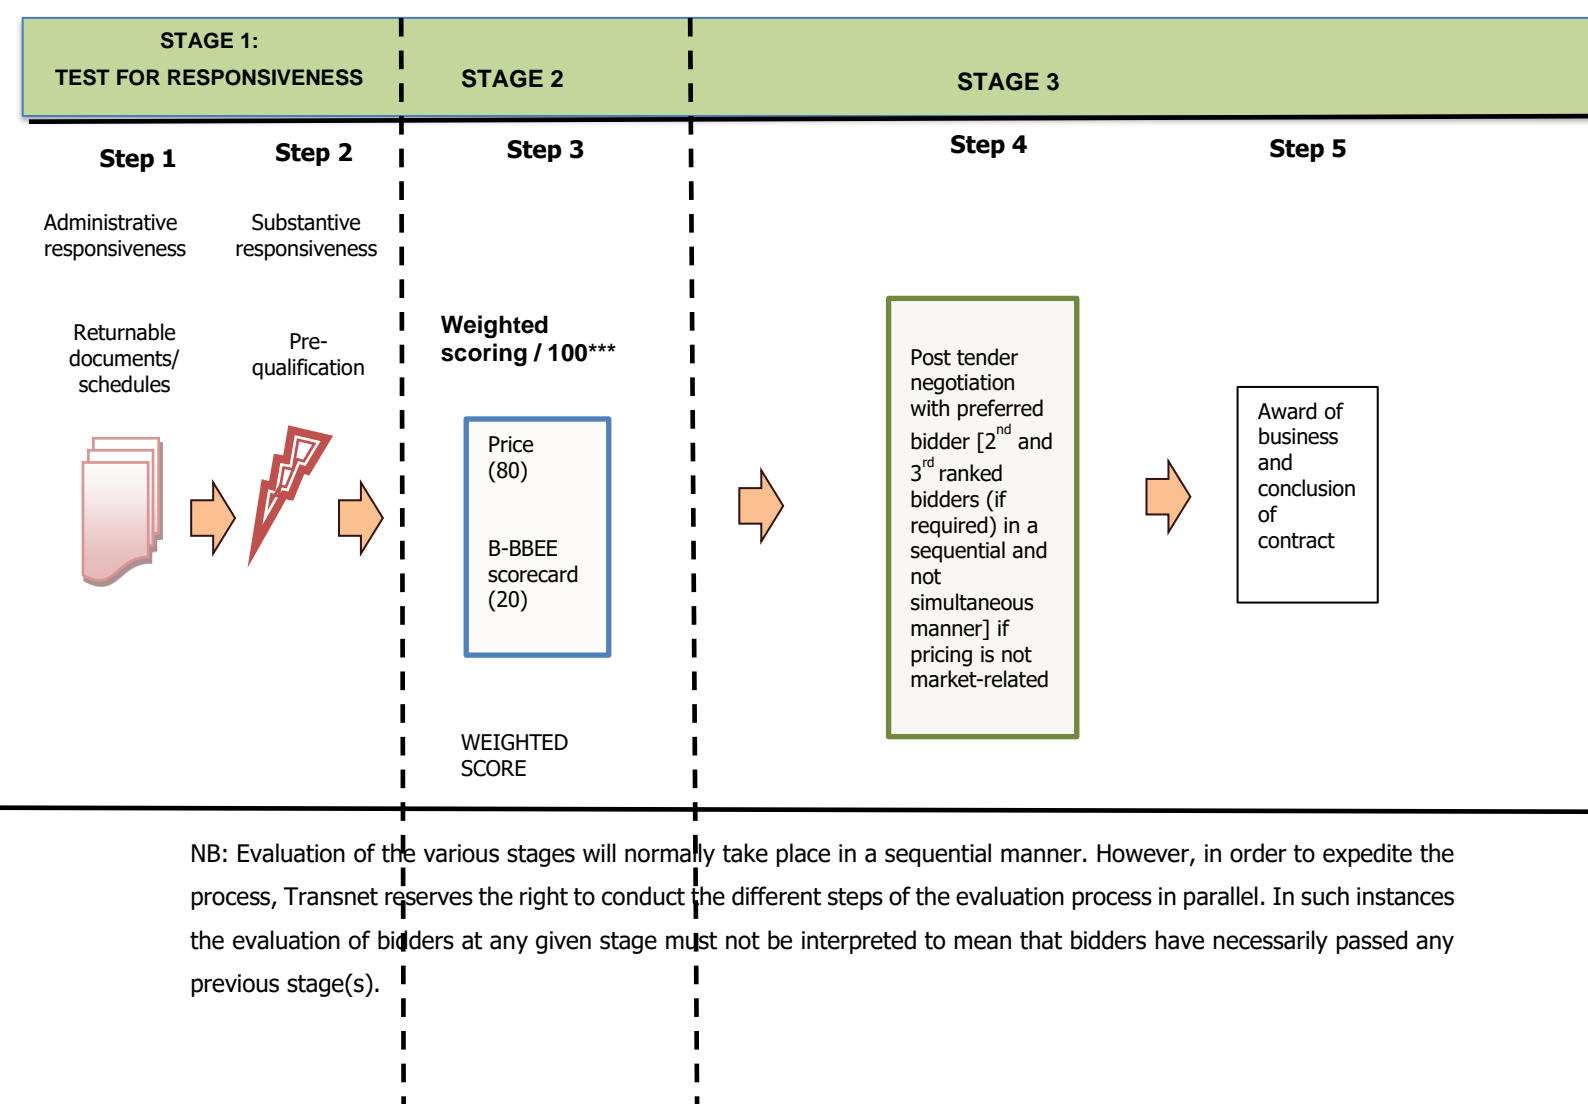 STAGE 1:
TEST FOR RESPONSIVENESS
STAGE 2
STAGE 3
Step 1
Step 2
Step 3
Step 4
Step 5
Administrative
responsiveness
Substantive
responsiveness
Returnable
documents/
schedules
Pre-
qualification
Weighted
scoring / 100***
Price
(80)
B-BBEE
scorecard
(20)
WEIGHTED
SCORE
Post tender
negotiation
with preferred
bidder [2nd and
3rd ranked
bidders (if
required) in a
sequential and
not
simultaneous
manner] if
pricing is not
market-related
Award of
business
and
conclusion
of
contract
NB: Evaluation of the various stages will normally take place in a sequential manner. However, in order to expedite the
process, Transnet reserves the right to conduct the different steps of the evaluation process in parallel. In such instances
the evaluation of bidders at any given stage must not be interpreted to mean that bidders have necessarily passed any
previous stage(s).